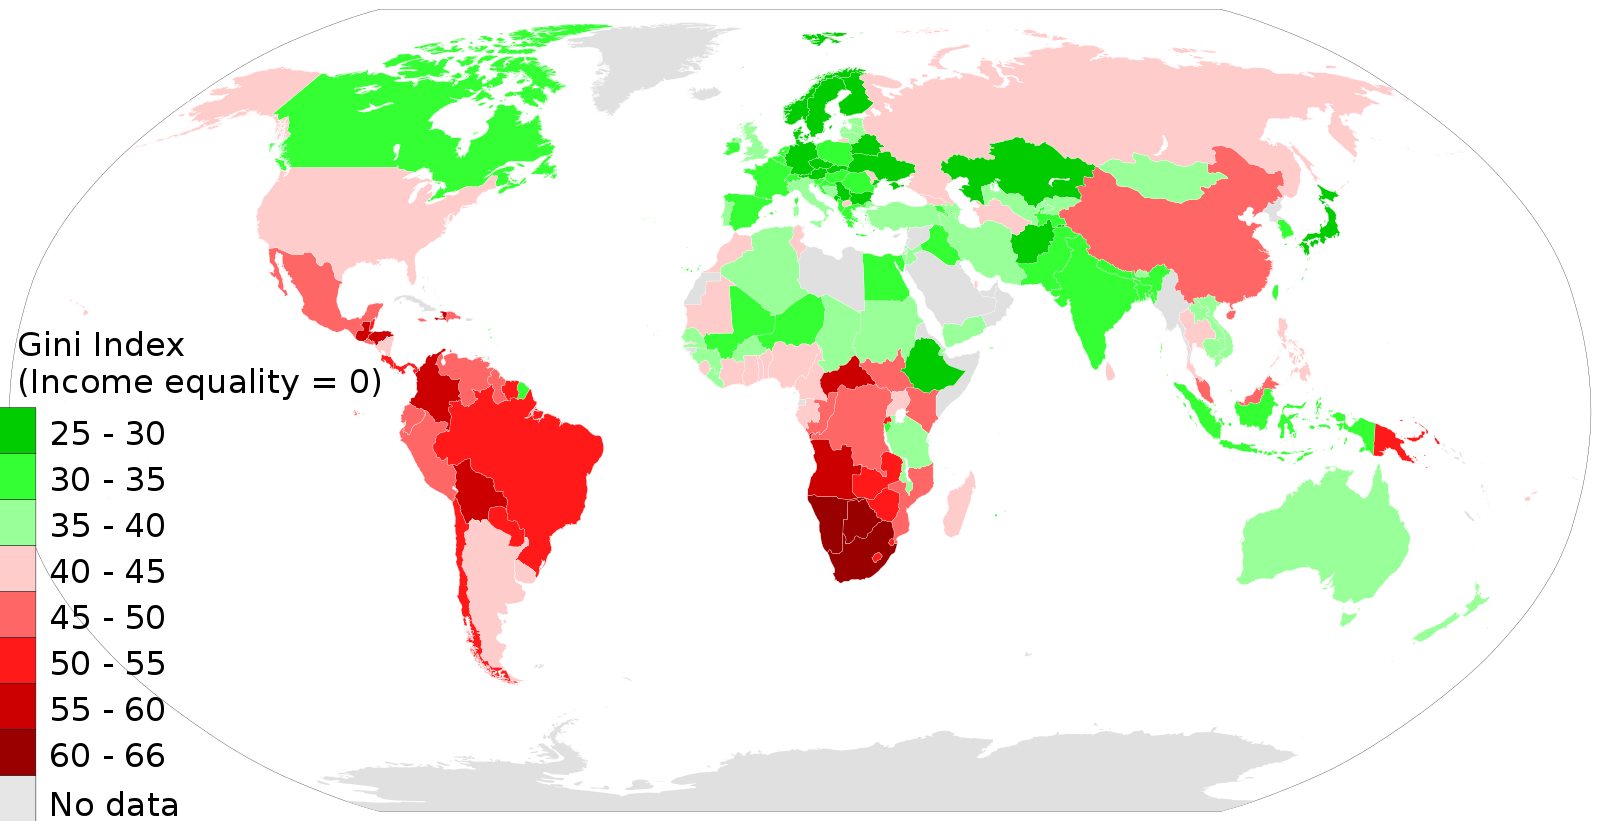 Gini Index
(Income equality = 0)
25 - 30
30 - 35
35 - 40
40 - 45
45 - 50
50 - 55
55 - 60
60 - 66
No data